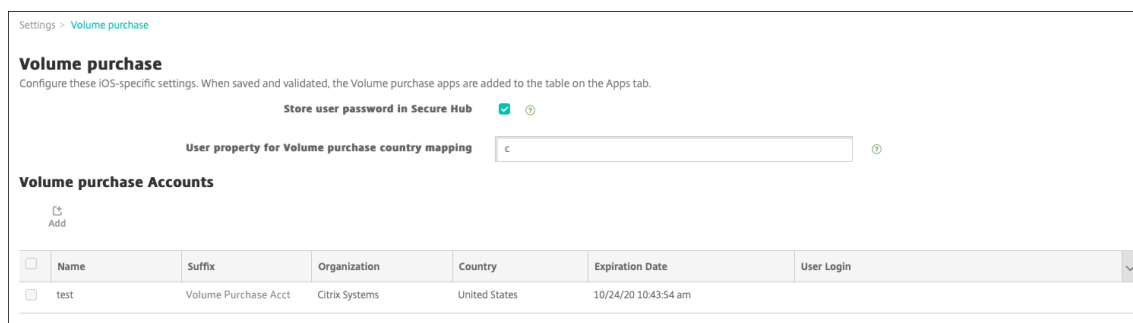 Settings > Volume purchase
Volume purchase
Configure these iOS-specific settings. When saved and validated, the Volume purchase apps are added to the table on the Apps tab.
Store user password in Secure Hub ?
User property for Volume purchase country mapping c ?
Volume purchase Accounts
Add
Name Suffix Organization Country Expiration Date User Login
test Volume Purchase Acct Citrix Systems United States 10/24/20 10:43:54 am